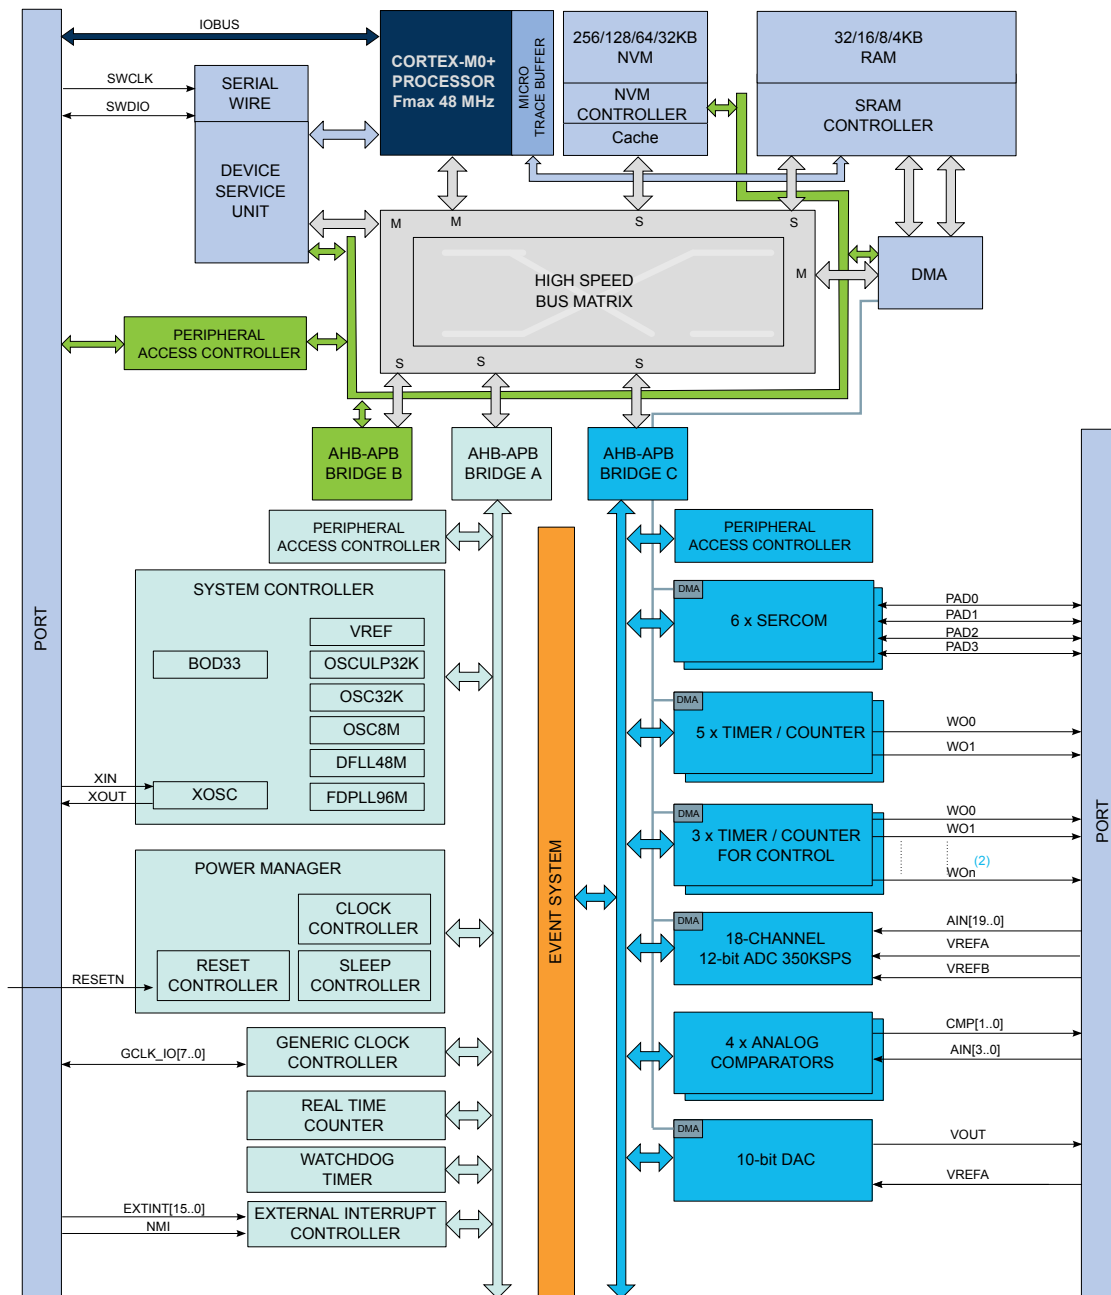 IOBUS
SWCLK
SWDIO
SERIAL
WIRE
DEVICE
SERVICE
UNIT
CORTEX-M0+
PROCESSOR
Fmax 48 MHz
MICRO
TRACE BUFFER
256/128/64/32KB
NVM
NVM
CONTROLLER
Cache
32/16/8/4KB
RAM
SRAM
CONTROLLER
M
M
S
S
M
HIGH SPEED
BUS MATRIX
S
S
S
DMA
PERIPHERAL
ACCESS CONTROLLER
AHB-APB
BRIDGE B
AHB-APB
BRIDGE A
AHB-APB
BRIDGE C
PORT
PERIPHERAL
ACCESS CONTROLLER
SYSTEM CONTROLLER
VREF
BOD33
OSCULP32K
OSC32K
OSC8M
DFLL48M
XOSC
FDPLL96M
XIN
XOUT
POWER MANAGER
CLOCK
CONTROLLER
RESET
CONTROLLER
SLEEP
CONTROLLER
RESETN
GCLK_IO[7..0]
GENERIC CLOCK
CONTROLLER
REAL TIME
COUNTER
WATCHDOG
TIMER
EXTINT[15..0]
NMI
EXTERNAL INTERRUPT
CONTROLLER
EVENT SYSTEM
PERIPHERAL
ACCESS CONTROLLER
DMA
6 x SERCOM
PAD0
PAD1
PAD2
PAD3
DMA
5 x TIMER / COUNTER
WO0
WO1
DMA
3 x TIMER / COUNTER
FOR CONTROL
WO0
WO1
(2)
WOn
DMA
18-CHANNEL
12-bit ADC 350KSPS
AIN[19..0]
VREFA
VREFB
4 x ANALOG
COMPARATORS
CMP[1..0]
AIN[3..0]
DMA
10-bit DAC
VOUT
VREFA
PORT